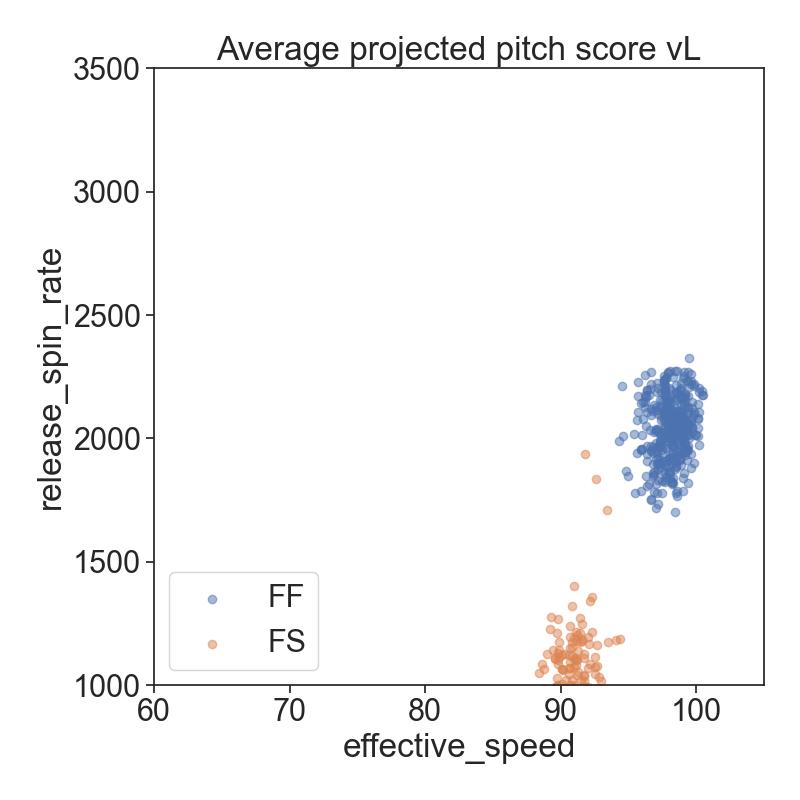 Average projected pitch score vL
3500
3000
2500
2000
1500
1000
release_spin_rate
FF
FS
60
70
80
90
100
effective_speed